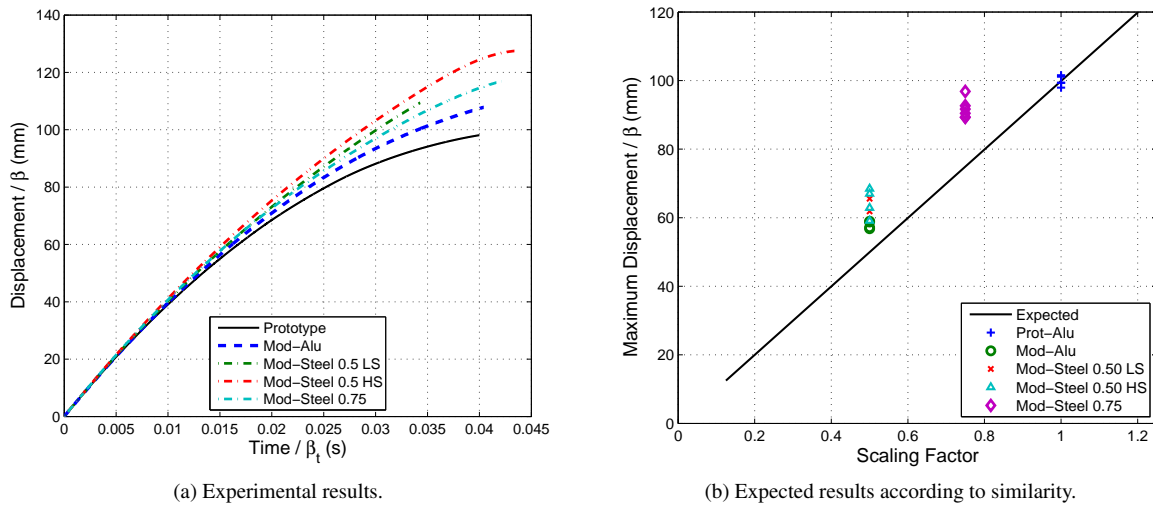 140
120
100
80
60
40
20
0
Displacement / β (mm)
0 0.005 0.01 0.015 0.02 0.025 0.03 0.035 0.04 0.045
Time / βt (s)
Prototype
Mod-Alu
Mod-Steel 0.5 LS
Mod-Steel 0.5 HS
Mod-Steel 0.75
(a) Experimental results.
120
100
80
60
40
20
0
Maximum Displacement / β (mm)
0 0.2 0.4 0.6 0.8 1 1.2
Scaling Factor
Expected
Prot-Alu
Mod-Alu
Mod-Steel 0.50 LS
Mod-Steel 0.50 HS
Mod-Steel 0.75
(b) Expected results according to similarity.